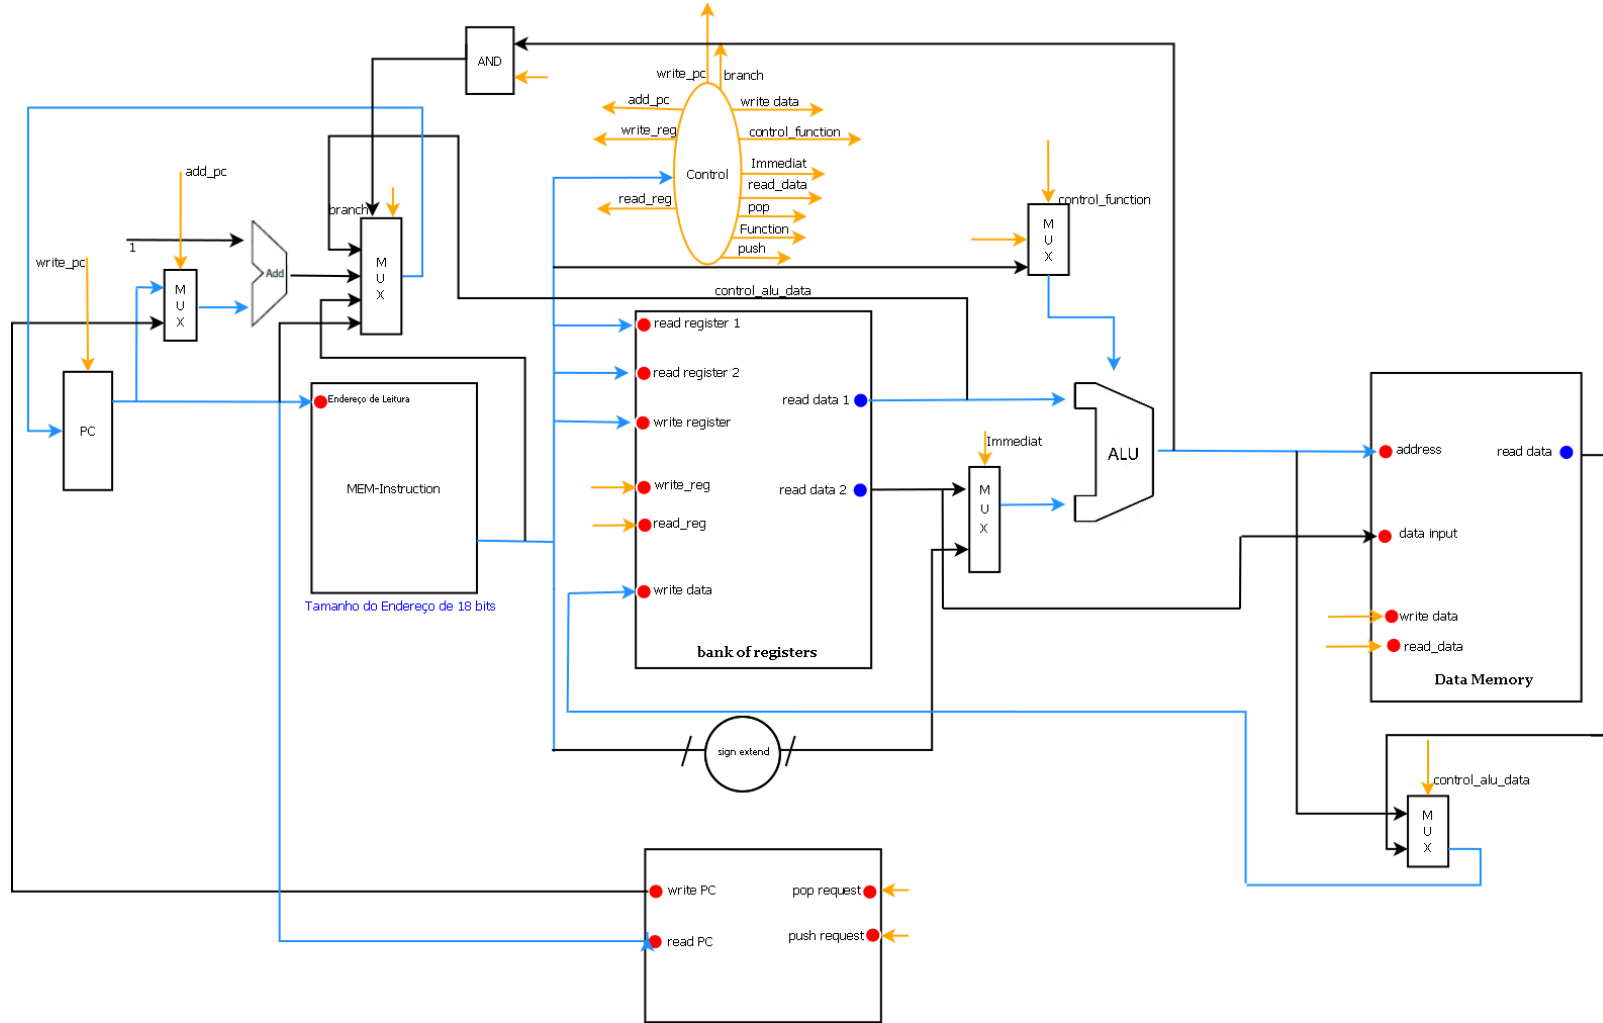 AND
write_pc
branch
add_pc
write data
write_reg
control_function
Control
Immediat
read_data
read_reg
pop
Function
push
add_pc
branch
control_function
M
U
X
1
write_pc
Add
M
U
X
M
U
X
control_alu_data
read register 1
read register 2
read data 1
write register
Endereço de Leitura
PC
MEM-Instruction
Immediat
ALU
M
U
X
address
read data
write_reg
read data 2
read_reg
data input
write data
Tamanho do Endereço de 18 bits
bank of registers
write data
read_data
Data Memory
sign extend
control_alu_data
M
U
X
write PC
pop request
read PC
push request